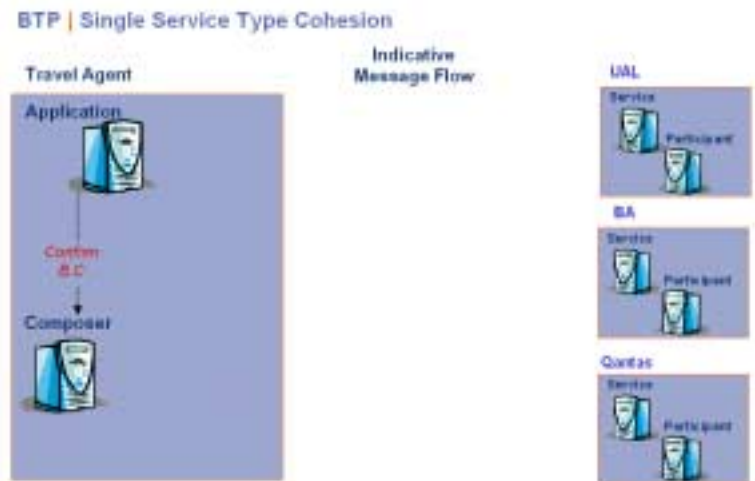 BTP | Single Service Type Cohesion
Travel Agent
Indicative
Message Flow
Application
Confirm
B.C
Composer
UAL
Service
Participant
BA
Service
Participant
Qantas
Service
Participant